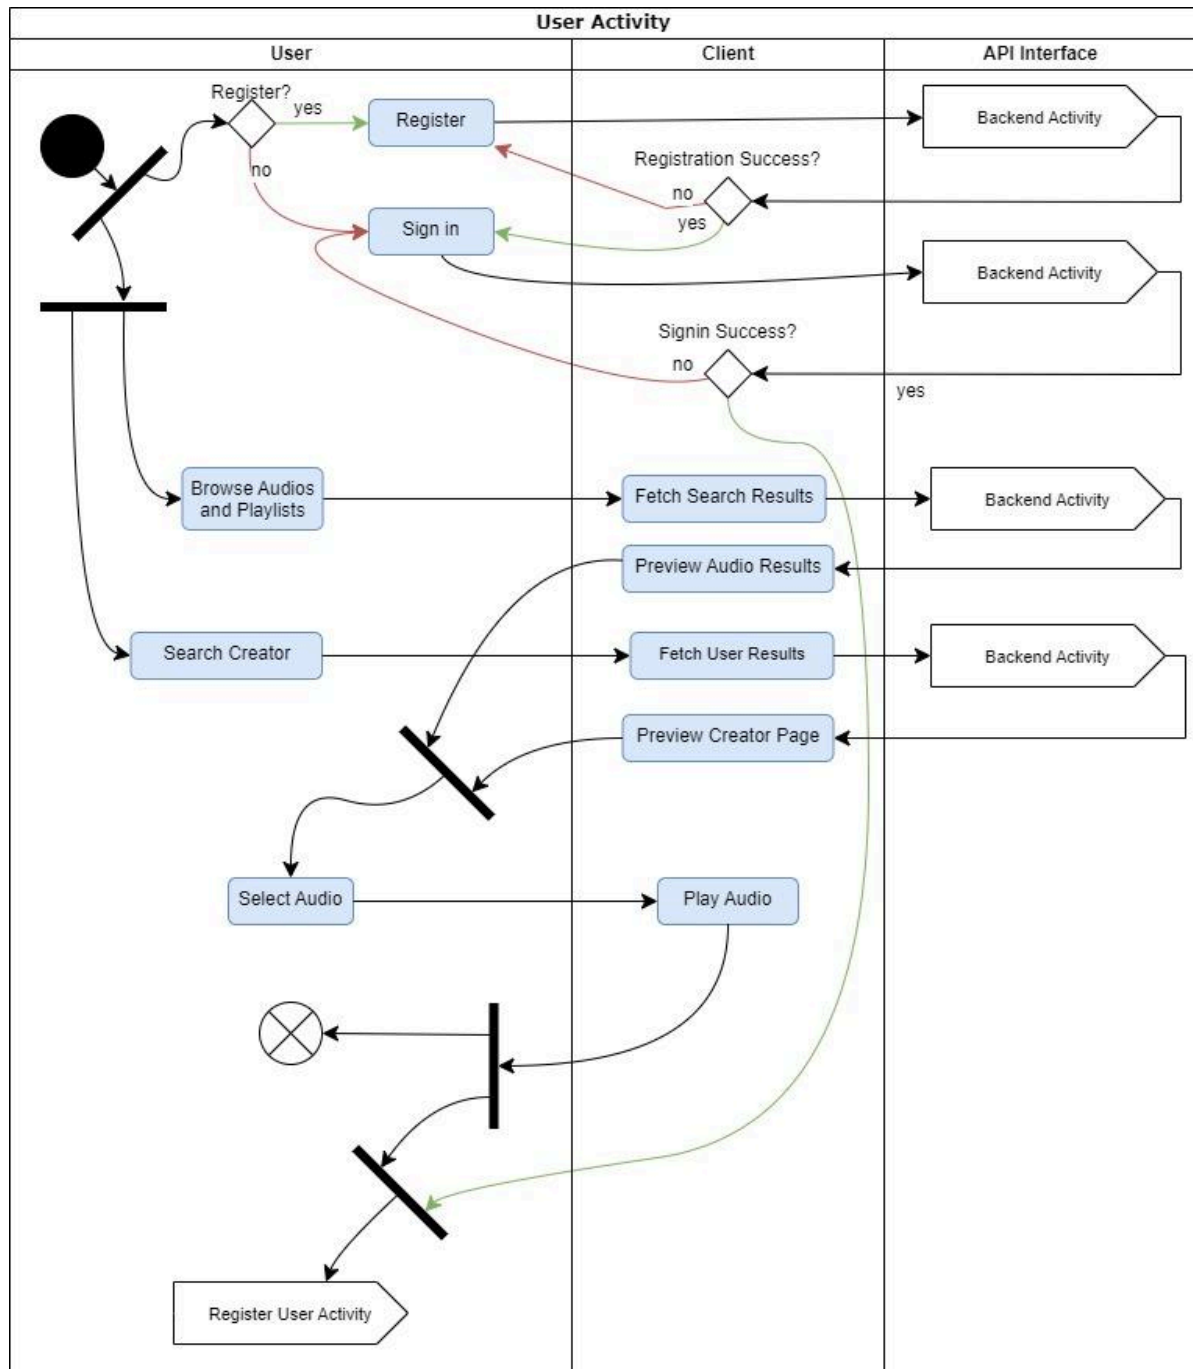 User Activity
User
Client
API Interface
Register?
yes
Register
Backend Activity
no
Registration Success?
no
yes
Sign in
Backend Activity
Signin Success?
no
yes
Browse Audios
and Playlists
Fetch Search Results
Backend Activity
Preview Audio Results
Search Creator
Fetch User Results
Backend Activity
Preview Creator Page
Select Audio
Play Audio
Register User Activity